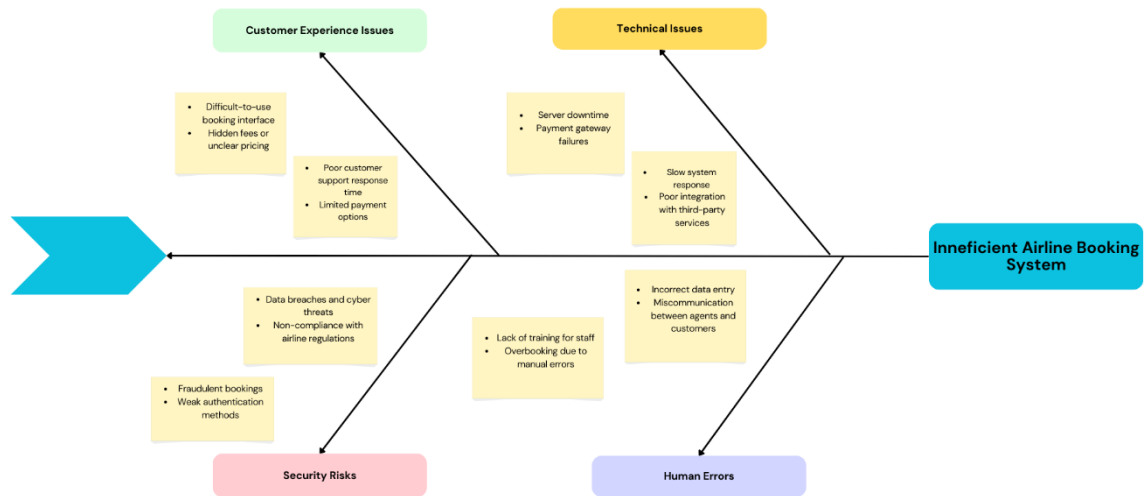 Customer Experience Issues
Technical Issues
• Difficult-to-use
booking interface
• Hidden fees or
unclear pricing
• Poor customer
support response
time
• Limited payment
options
• Server downtime
• Payment gateway
failures
• Slow system
response
• Poor integration
with third-party
services
Inneficient Airline Booking
System
• Data breaches and cyber
threats
• Non-compliance with
airline regulations
• Fraudulent bookings
• Weak authentication
methods
• Lack of training for staff
• Overbooking due to
manual errors
• Incorrect data entry
• Miscommunication
between agents and
customers
Security Risks
Human Errors